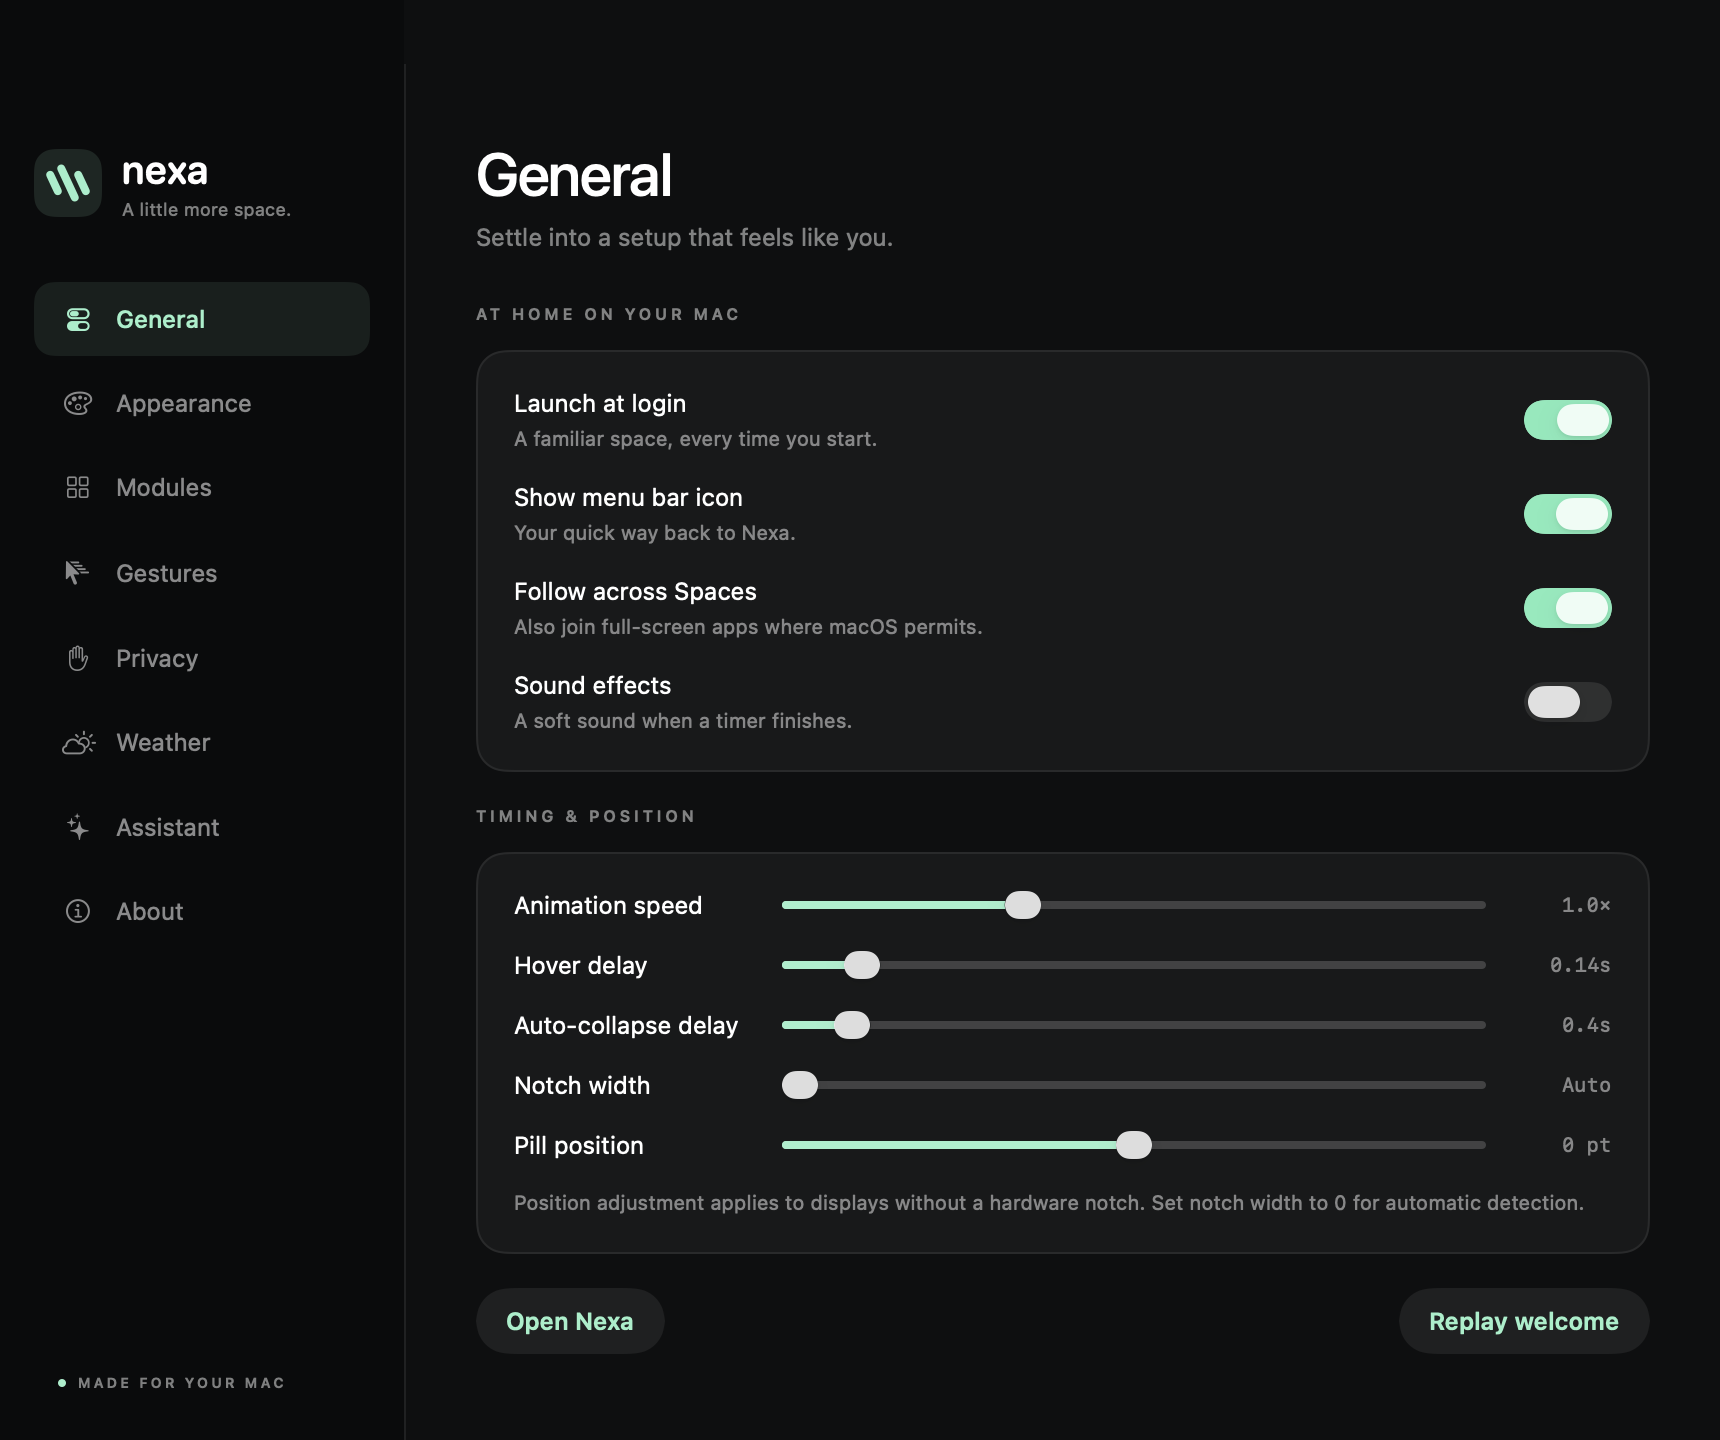 nexa
A little more space.
General
Appearance
Modules
Gestures
Privacy
Weather
Assistant
About
MADE FOR YOUR MAC
General
Settle into a setup that feels like you.
AT HOME ON YOUR MAC
Launch at login
A familiar space, every time you start.
Show menu bar icon
Your quick way back to Nexa.
Follow across Spaces
Also join full-screen apps where macOS permits.
Sound effects
A soft sound when a timer finishes.
TIMING & POSITION
Animation speed 1.0×
Hover delay 0.14s
Auto-collapse delay 0.4s
Notch width Auto
Pill position 0 pt
Position adjustment applies to displays without a hardware notch. Set notch width to 0 for automatic detection.
Open Nexa Replay welcome